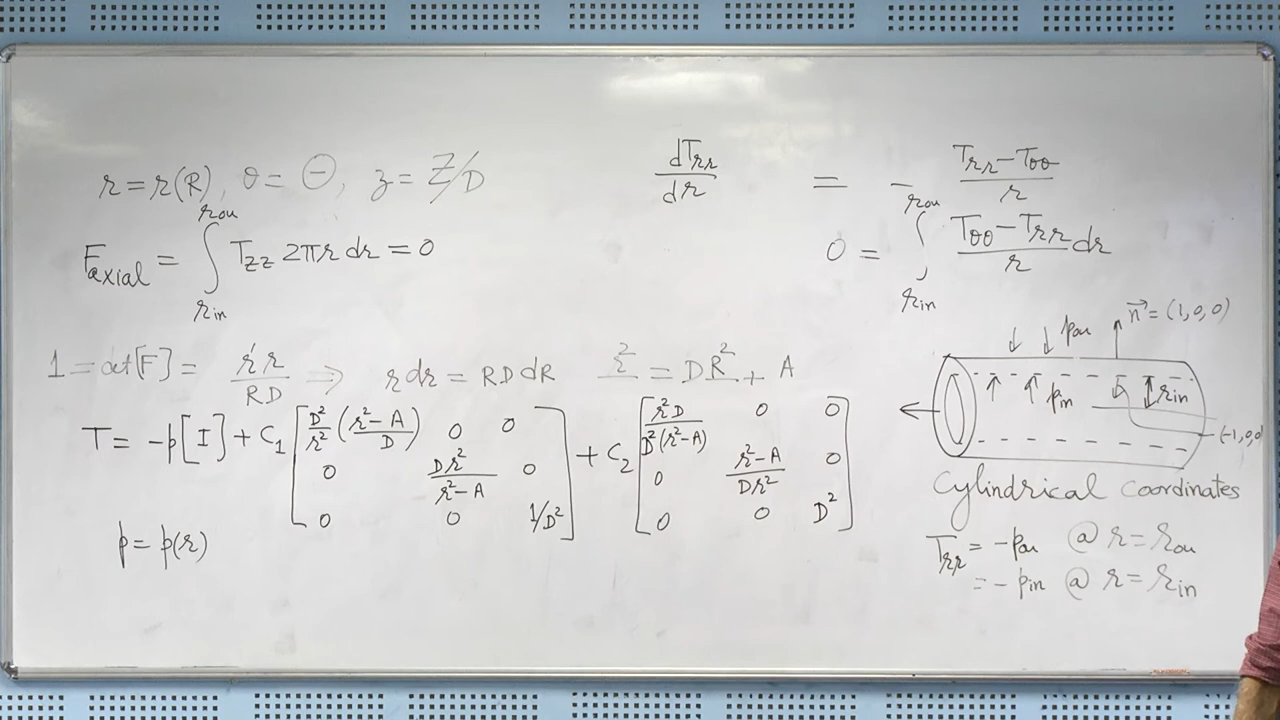 r = r(R), θ = Θ, z = Z/D
dT_rr/dr = - (T_rr - T_θθ)/r
F_axial = ∫_{r_in}^{r_ou} T_zz 2πr dr = 0
0 = ∫_{r_in}^{r_ou} (T_θθ - T_rr)/r dr
n⃗ = (1,0,0)
p_ou
p_in
r_in
(-1,0,0)
1 = det[F] = r'r/RD ⇒ r dr = RD dR r² = DR² + A
T = -p[I] + C₁ [ D²/r² ((r²-A)/D) 0 0
0 Dr²/(r²-A) 0
0 0 1/D² ]
+ C₂ [ r²D/(D²(r²-A)) 0 0
0 (r²-A)/(Dr²) 0
0 0 D² ]
p = p(r)
Cylindrical coordinates
T_rr = -p_ou @ r = r_ou
= -p_in @ r = r_in